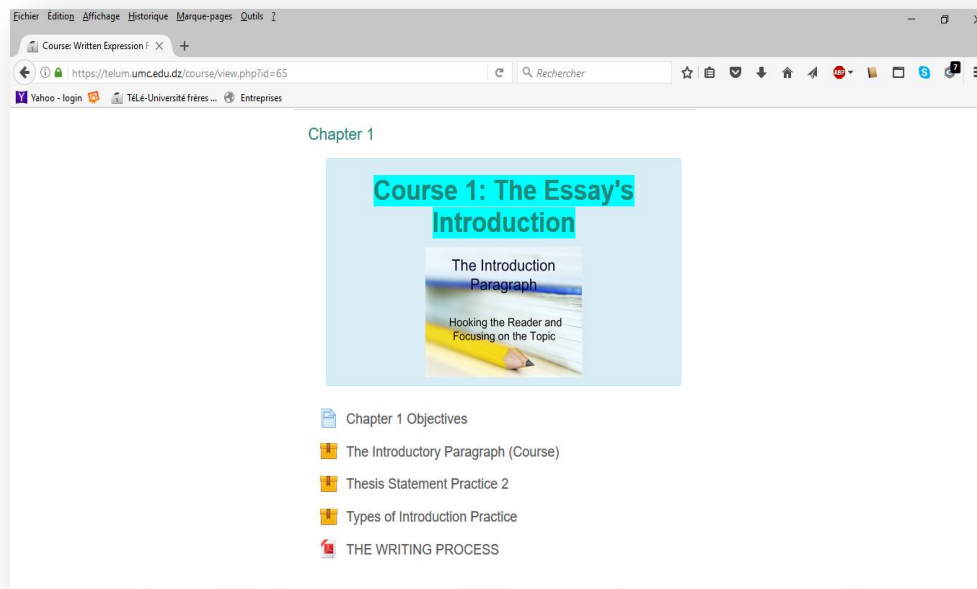 Fichier Édition Affichage Historique Marque-pages Outils ?
Course: Written Expression F
https://telum.umc.edu.dz/course/view.php?id=65
Rechercher
ABP
7
Yahoo - login
TéLé-Université frères ...
Entreprises
Chapter 1
Course 1: The Essay's
Introduction
The Introduction
Paragraph
Hooking the Reader and
Focusing on the Topic
Chapter 1 Objectives
The Introductory Paragraph (Course)
Thesis Statement Practice 2
Types of Introduction Practice
THE WRITING PROCESS